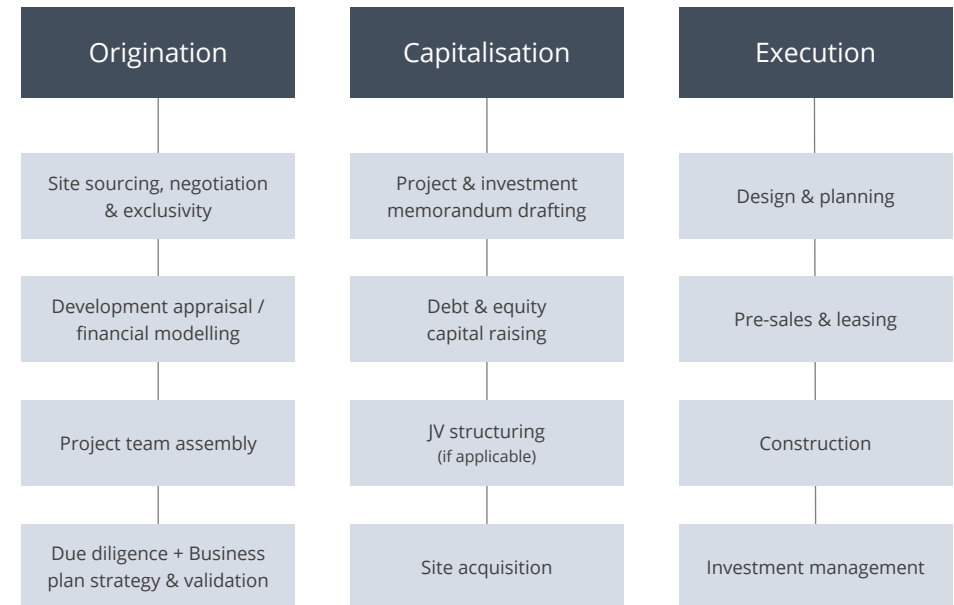 Origination
Site sourcing, negotiation
& exclusivity
Development appraisal /
financial modelling
Project team assembly
Due diligence + Business
plan strategy & validation
Capitalisation
Project & investment
memorandum drafting
Debt & equity
capital raising
JV structuring
(if applicable)
Site acquisition
Execution
Design & planning
Pre-sales & leasing
Construction
Investment management